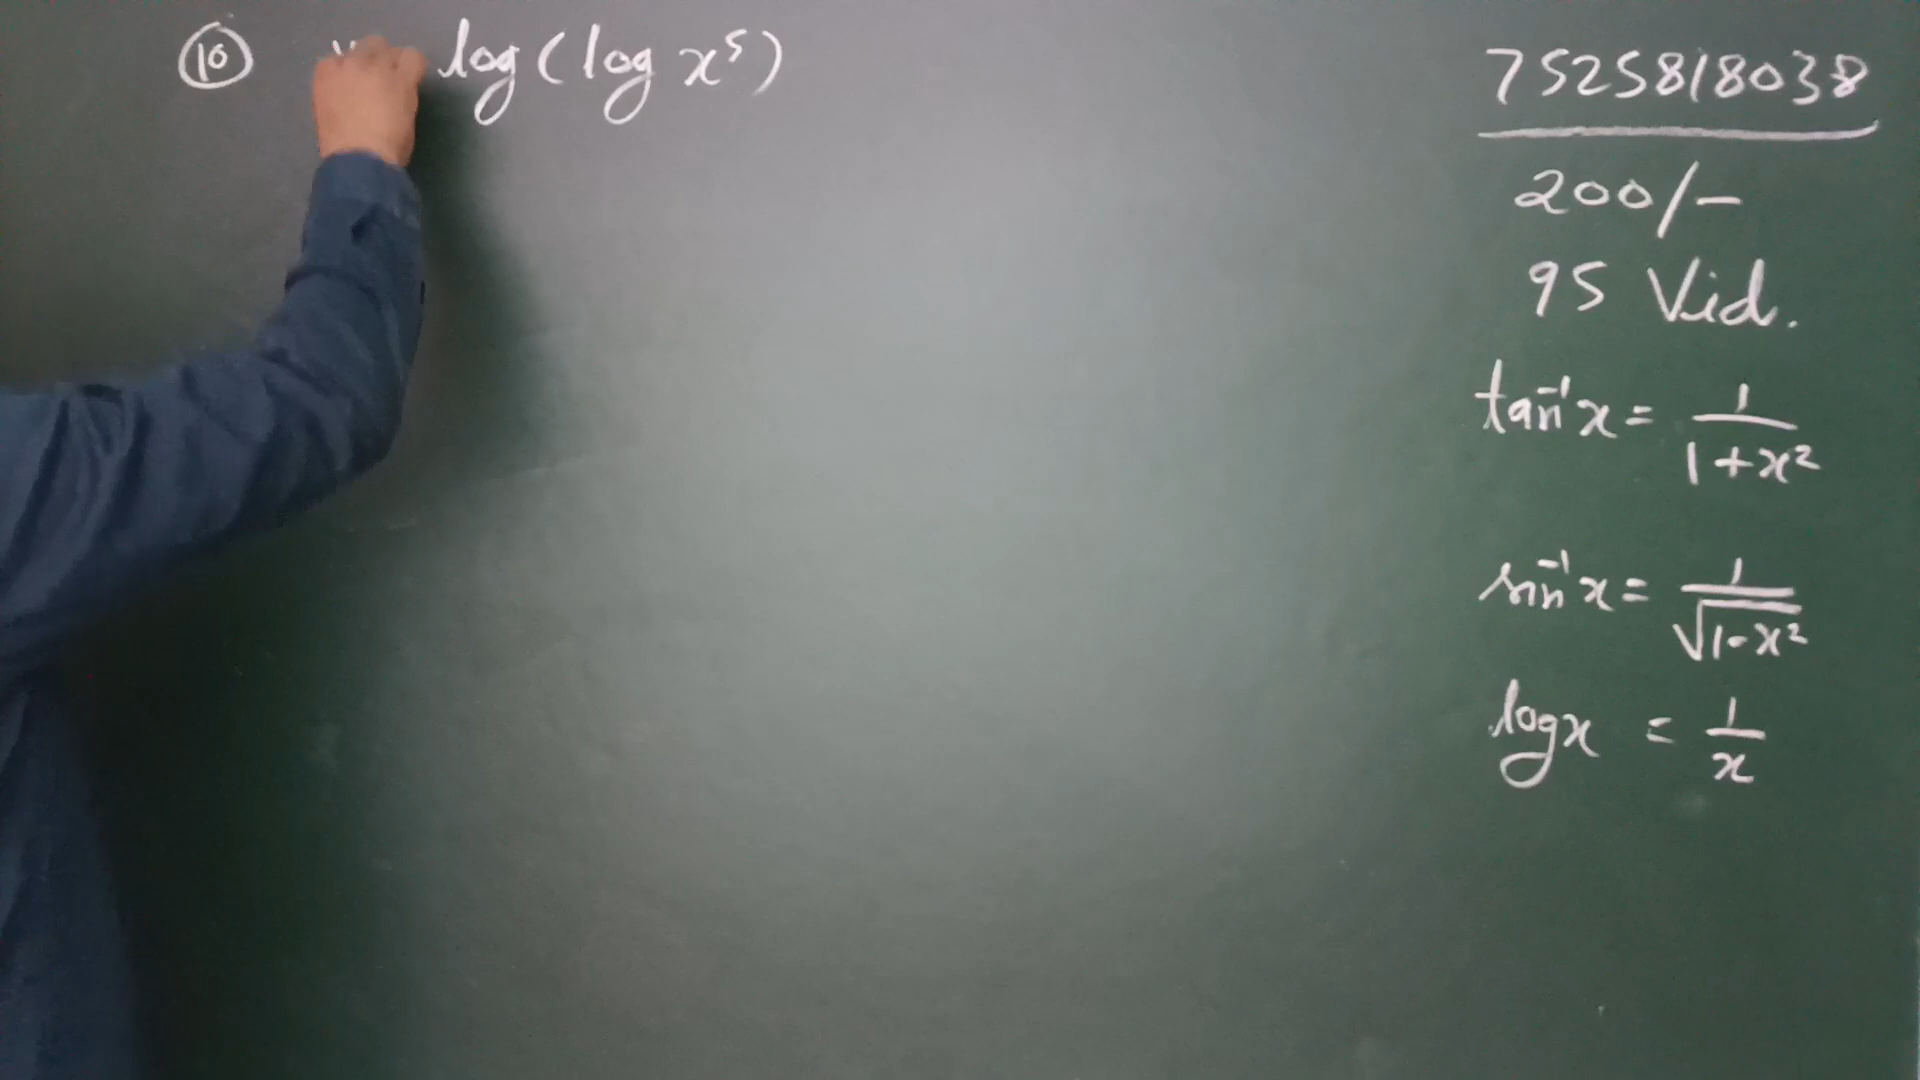 10 log(log x⁵)
7525818038
200/-
95 Vid.
tan⁻¹x = 1/(1+x²)
sin⁻¹x = 1/√(1-x²)
log x = 1/x